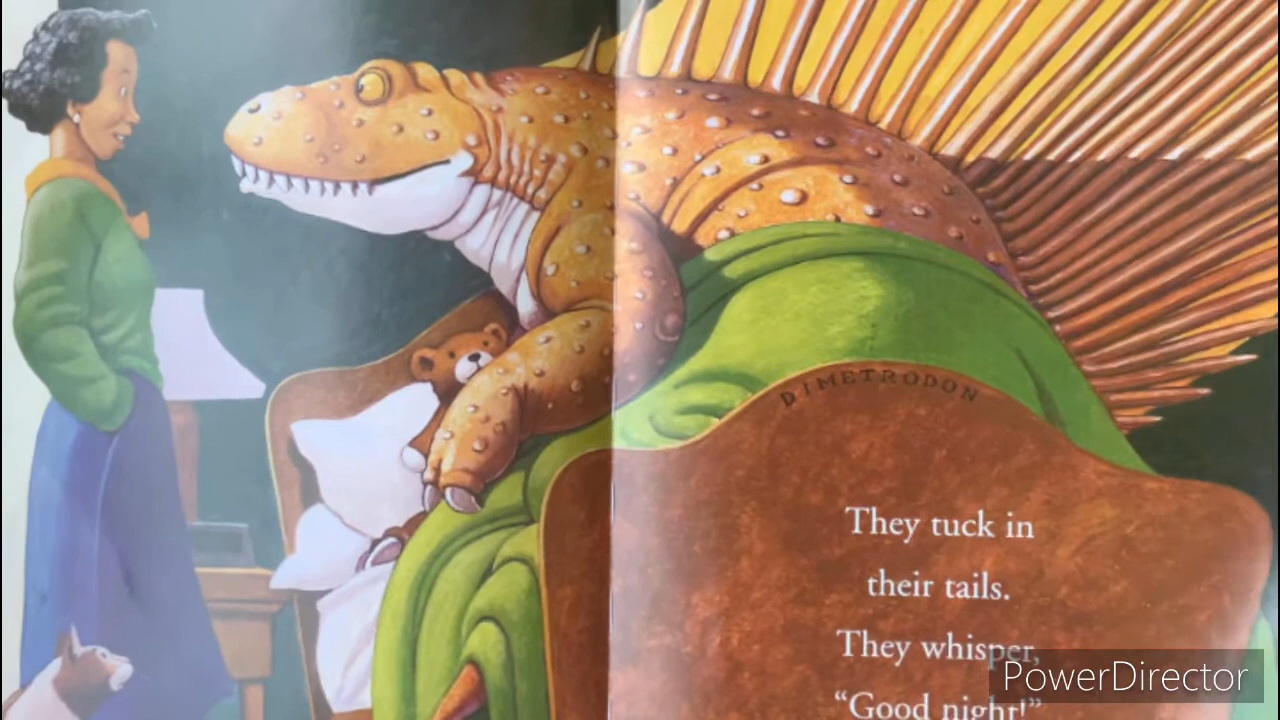 DIMETRODON
They tuck in
their tails.
They whisper,
“Good night!”
PowerDirector